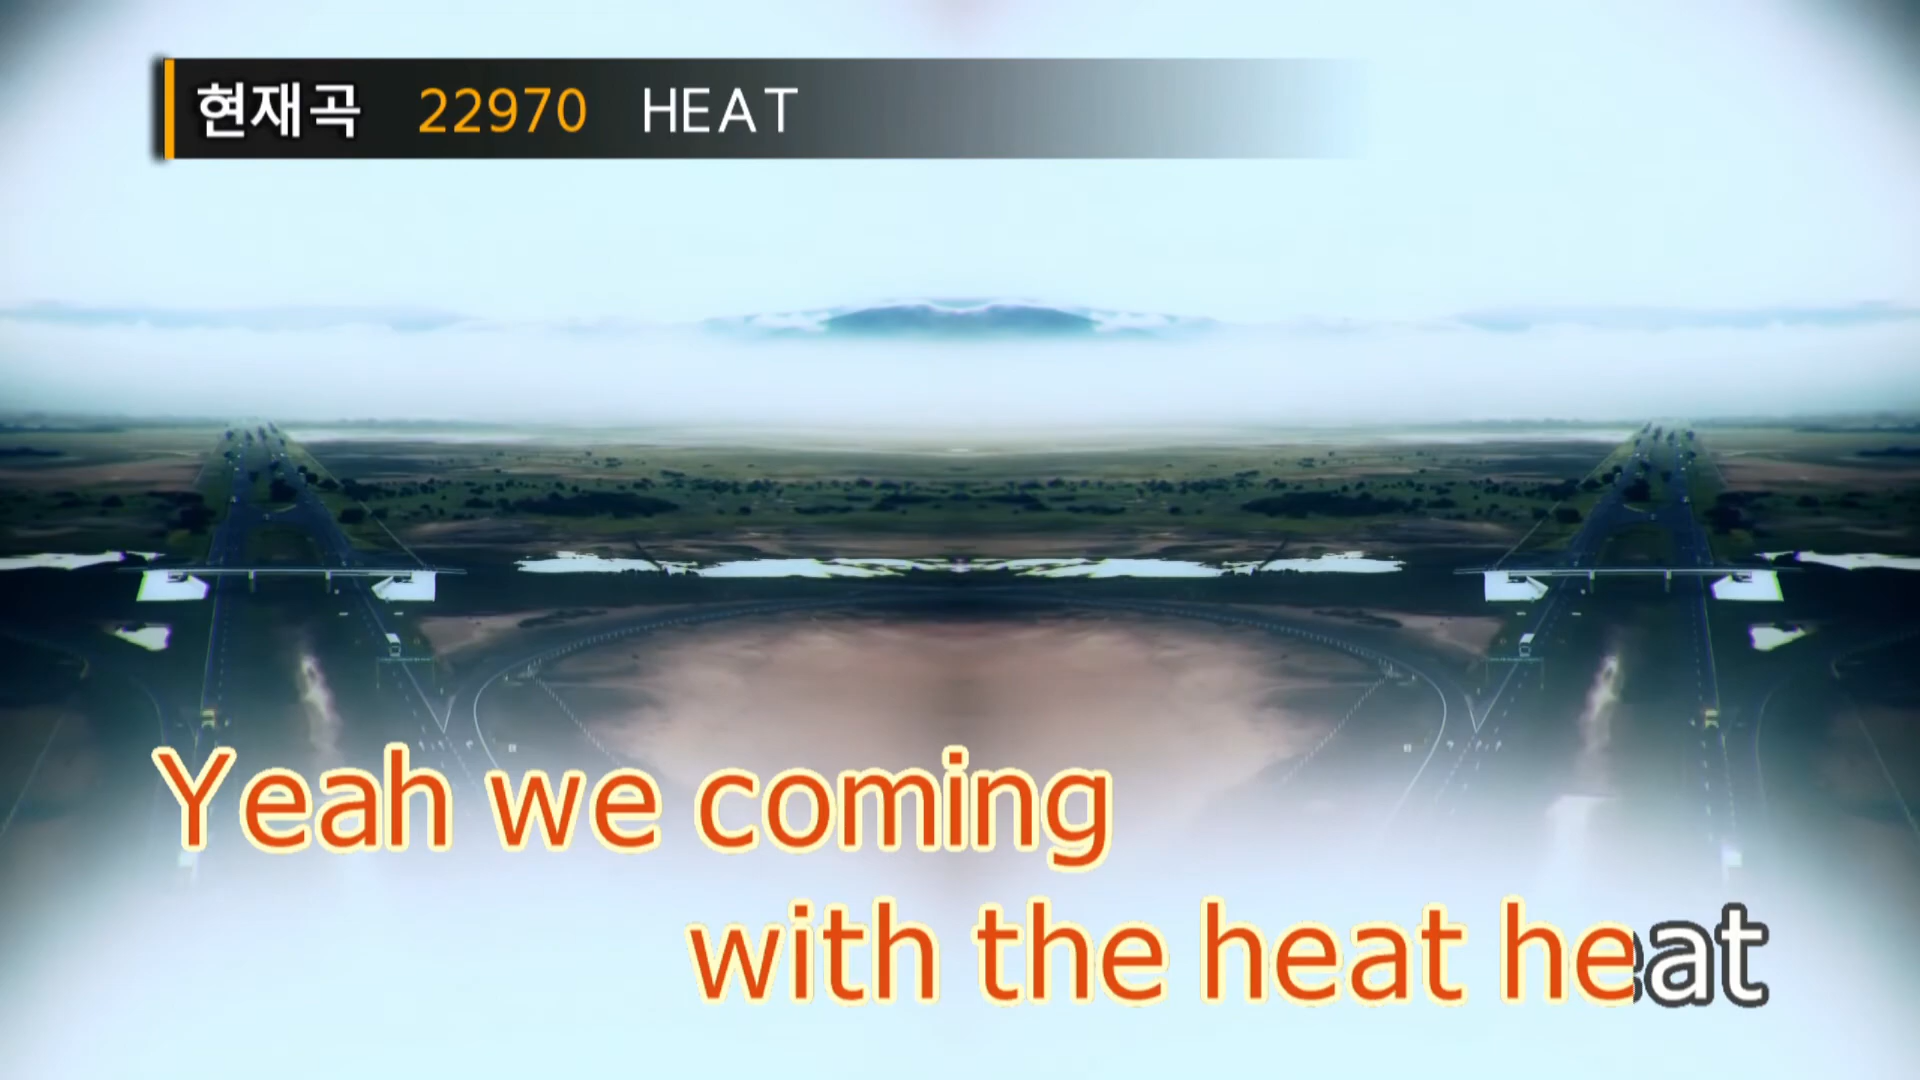 현재곡 22970 HEAT
Yeah we coming
with the heat heat